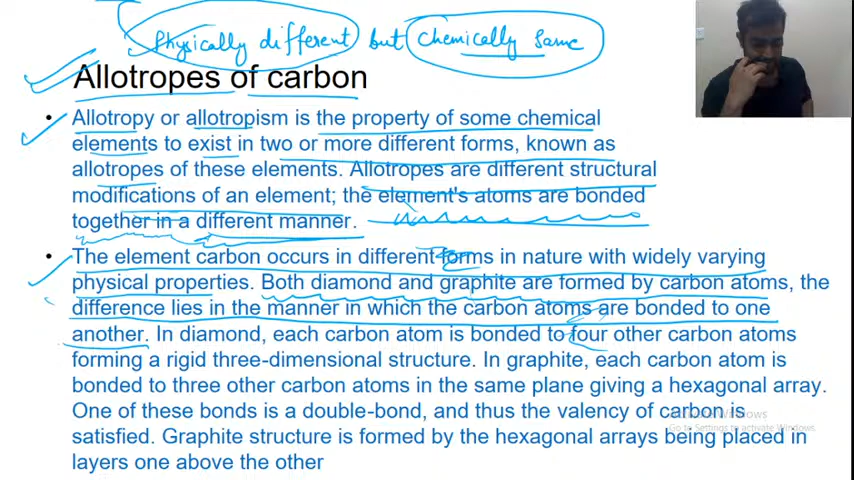 Physically different but chemically same
Allotropes of carbon
• Allotropy or allotropism is the property of some chemical
elements to exist in two or more different forms, known as
allotropes of these elements. Allotropes are different structural
modifications of an element; the element's atoms are bonded
together in a different manner.
• The element carbon occurs in different forms in nature with widely varying
physical properties. Both diamond and graphite are formed by carbon atoms, the
difference lies in the manner in which the carbon atoms are bonded to one
another. In diamond, each carbon atom is bonded to four other carbon atoms
forming a rigid three-dimensional structure. In graphite, each carbon atom is
bonded to three other carbon atoms in the same plane giving a hexagonal array.
One of these bonds is a double-bond, and thus the valency of carbon is
satisfied. Graphite structure is formed by the hexagonal arrays being placed in
layers one above the other
Windows
Go to Settings to activate Windows.